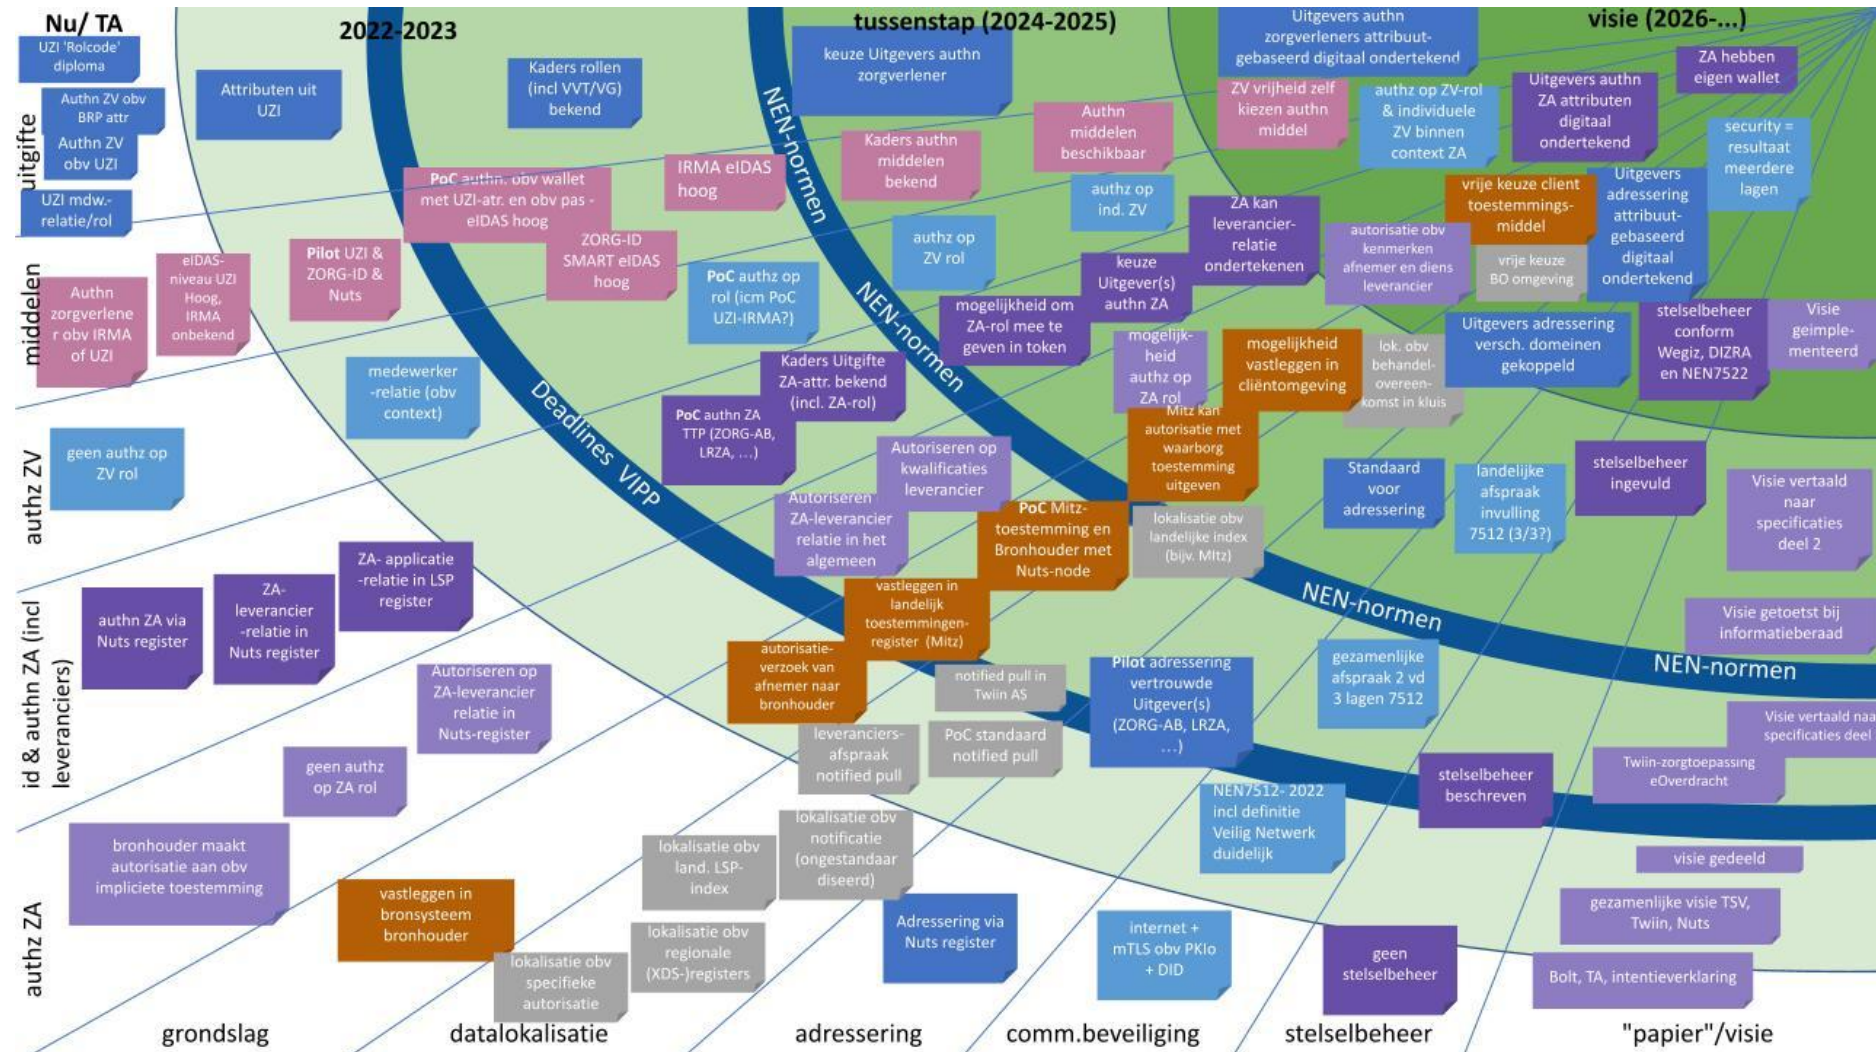 Nu/ TA
2022-2023
tussenstap (2024-2025)
visie (2026-...)
UZI 'Rolcode'
diploma
Authn ZV obv
BRP attr
Authn ZV
obv UZI
UZI mdw.-
relatie/rol
Attributen uit
UZI
Kaders rollen
(incl VVT/VG)
bekend
keuze Uitgevers authn
zorgverlener
Uitgevers authn
zorgverleners attribuut-
gebaseerd digitaal ondertekend
uitgifte
PoC authn. obv wallet
met UZI-atr. en obv pas -
eIDAS hoog
IRMA eIDAS
hoog
Kaders authn
middelen
bekend
Authn
middelen
beschikbaar
ZV vrijheid zelf
kiezen authn
middel
authz op ZV-rol
& individuele
ZV binnen
context ZA
Uitgevers authn
ZA attributen
digitaal
ondertekend
ZA hebben
eigen wallet
security =
resultaat
meerdere
lagen
middelen
Authn
zorgverlene
r obv IRMA
of UZI
eIDAS-
niveau UZI
Hoog,
IRMA
onbekend
Pilot UZI &
ZORG-ID &
Nuts
ZORG-ID
SMART eIDAS
hoog
PoC authz op
rol (icm PoC
UZI-IRMA?)
authz op
ZV rol
authz op
ind. ZV
ZA kan
leverancier-
relatie
ondertekenen
vrije keuze client
toestemmings-
middel
Uitgevers
adressering
attribuut-
gebaseerd
digitaal
ondertekend
autorisatie obv
kenmerken
afnemer en diens
leverancier
vrije keuze
BO omgeving
keuze
Uitgever(s)
authn ZA
mogelijkheid om
ZA-rol mee te
geven in token
mogelijk-
heid
authz op
ZA rol
mogelijkheid
vastleggen in
cliëntomgeving
lok. obv
behandel-
overeen-
komst in kluis
Uitgevers adressering
versch. domeinen
gekoppeld
stelselbeheer
conform
Wegiz, DIZRA
en NEN7522
Visie
geimple-
menteerd
NEN-normen
NEN-normen
Deadlines VIPP
NEN-normen
NEN-normen
authz ZV
geen authz op
ZV rol
medewerker
-relatie (obv
context)
Kaders Uitgifte
ZA-attr. bekend
(incl. ZA-rol)
PoC authn ZA
TTP (ZORG-AB,
LRZA, ...)
Autoriseren op
kwalificaties
leverancier
Autoriseren
ZA-leverancier
relatie in het
algemeen
Mitz kan
autorisatie met
waarborg
toestemming
uitgeven
PoC Mitz-
toestemming en
Bronhouder met
Nuts-node
lokalisatie obv
landelijke index
(bijv. MItz)
Standaard
voor
adressering
landelijke
afspraak
invulling
7512 (3/3?)
stelselbeheer
ingevuld
Visie vertaald
naar
specificaties
deel 2
id & authn ZA (incl
leveranciers)
authn ZA via
Nuts register
ZA-
leverancier
-relatie in
Nuts register
ZA- applicatie
-relatie in LSP
register
Autoriseren op
ZA-leverancier
relatie in
Nuts-register
geen authz
op ZA rol
vastleggen in
landelijk
toestemmingen-
register (Mitz)
autorisatie-
verzoek van
afnemer naar
bronhouder
notified pull in
Twiin AS
leveranciers-
afspraak
notified pull
PoC standaard
notified pull
Pilot adressering
vertrouwde
Uitgever(s)
(ZORG-AB, LRZA,
...)
gezamenlijke
afspraak 2 vd
3 lagen 7512
Visie getoetst bij
informatieberaad
Visie vertaald naa
specificaties deel
Twiin-zorgtoepassing
eOverdracht
stelselbeheer
beschreven
NEN7512- 2022
incl definitie
Veilig Netwerk
duidelijk
visie gedeeld
authz ZA
bronhouder maakt
autorisatie aan obv
impliciete toestemming
vastleggen in
bronsysteem
bronhouder
lokalisatie obv
specifieke
autorisatie
lokalisatie obv
land. LSP-
index
lokalisatie obv
regionale
(XDS-)registers
lokalisatie obv
notificatie
(ongestandaar
diseerd)
Adressering via
Nuts register
internet +
mTLS obv PKIo
+ DID
geen
stelselbeheer
gezamenlijke visie TSV,
Twiin, Nuts
Bolt, TA, intentieverklaring
grondslag
datalokalisatie
adressering
comm.beveiliging
stelselbeheer
"papier"/visie